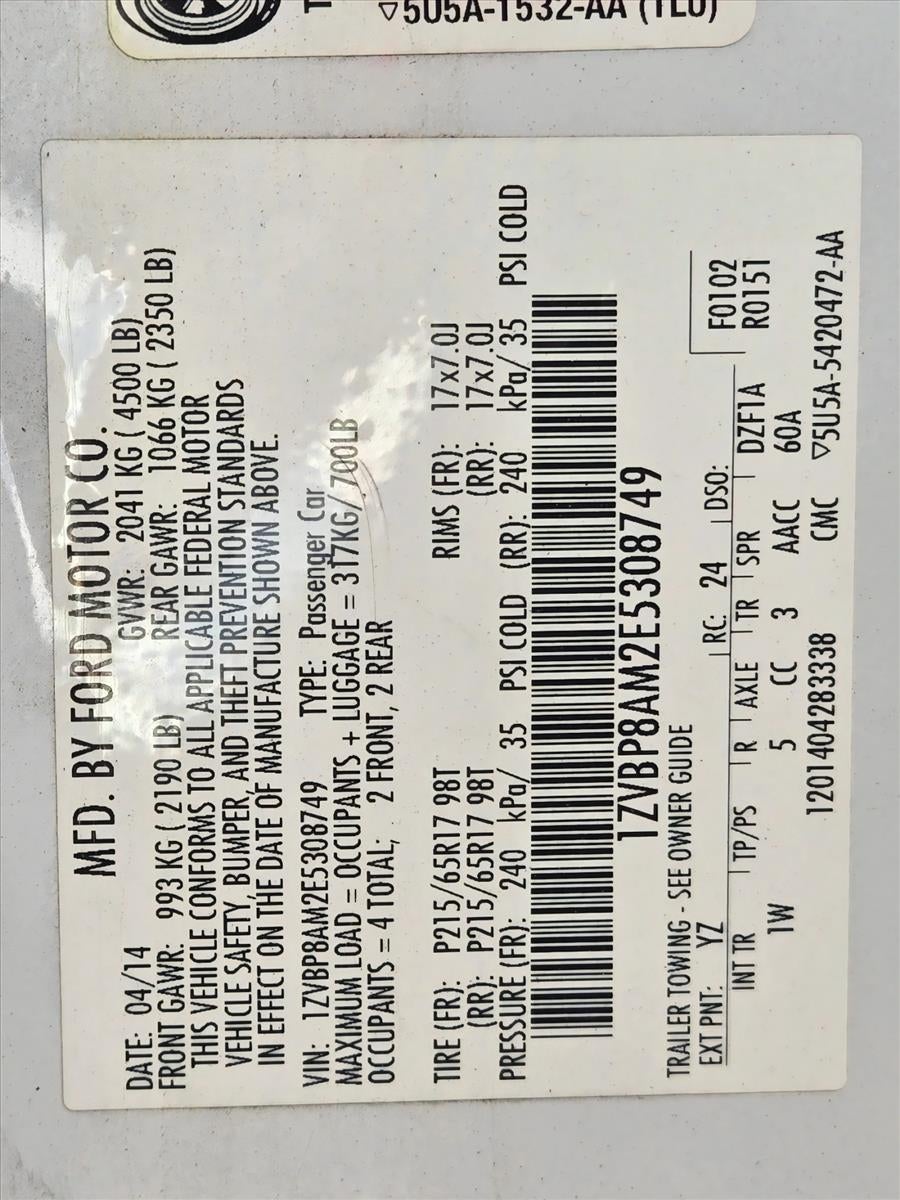 ▽5U5A-1532-AA (TLU)
MFD. BY FORD MOTOR CO.
DATE: 04/14 GVWR: 2041 KG ( 4500 LB)
FRONT GAWR: 993 KG ( 2190 LB) REAR GAWR: 1066 KG ( 2350 LB)
THIS VEHICLE CONFORMS TO ALL APPLICABLE FEDERAL MOTOR
VEHICLE SAFETY, BUMPER, AND THEFT PREVENTION STANDARDS
IN EFFECT ON THE DATE OF MANUFACTURE SHOWN ABOVE.
VIN: 1ZVBP8AM2E5308749 TYPE: Passenger Car
MAXIMUM LOAD = OCCUPANTS + LUGGAGE = 317KG/ 700LB
OCCUPANTS = 4 TOTAL; 2 FRONT, 2 REAR
TIRE (FR): P215/65R17 98T RIMS (FR): 17x7.0J
(RR): P215/65R17 98T (RR): 17x7.0J
PRESSURE (FR): 240 kPa/ 35 PSI COLD (RR): 240 kPa/ 35 PSI COLD
1ZVBP8AM2E5308749
TRAILER TOWING - SEE OWNER GUIDE
EXT PNT: YZ RC: 24 DSO: F0102
R0151
INT TR TP/PS R AXLE TR SPR DZF1A
1W 5 CC 3 AACC 60A
12014042833​38 CMC ▽5U5A-5420472-AA